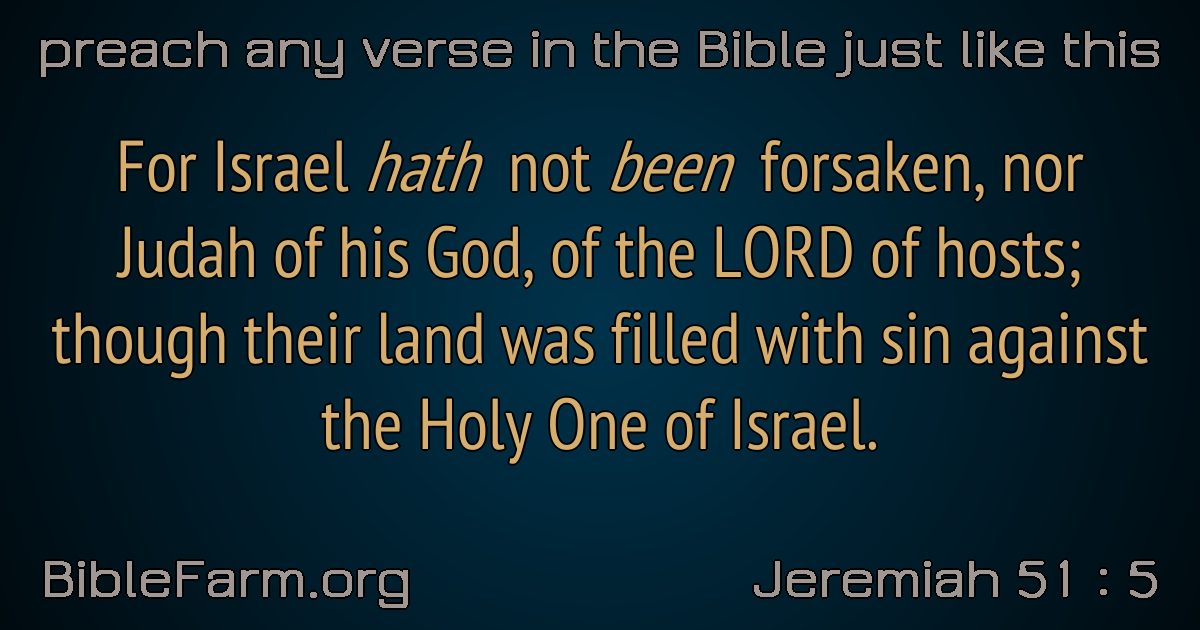 preach any verse in the Bible just like this
For Israel hath not been forsaken, nor
Judah of his God, of the LORD of hosts;
though their land was filled with sin against
the Holy One of Israel.
BibleFarm.org
Jeremiah 51 : 5